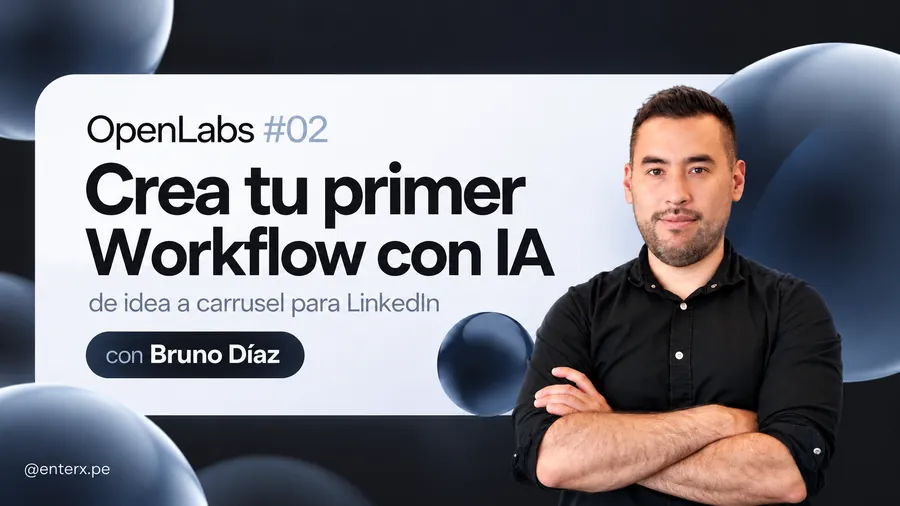 OpenLabs #02
Crea tu primer
Workflow con IA
de idea a carrusel para LinkedIn
con Bruno Díaz
@enterx.pe